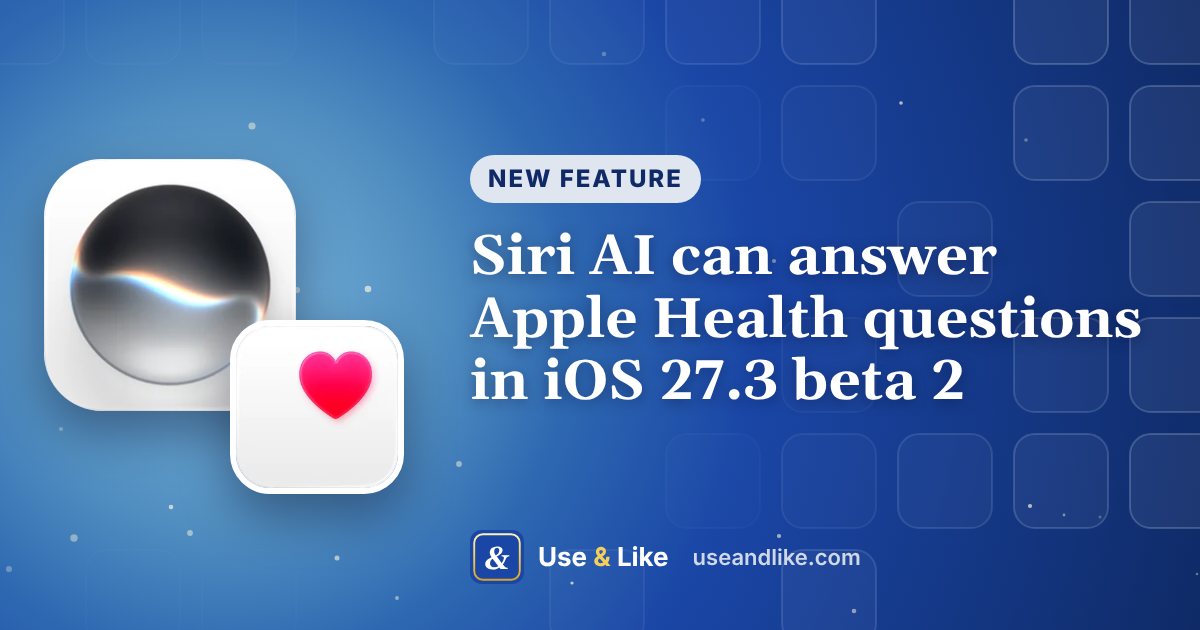 NEW FEATURE
Siri AI can answer
Apple Health questions
in iOS 27.3 beta 2
& Use & Like useandlike.com